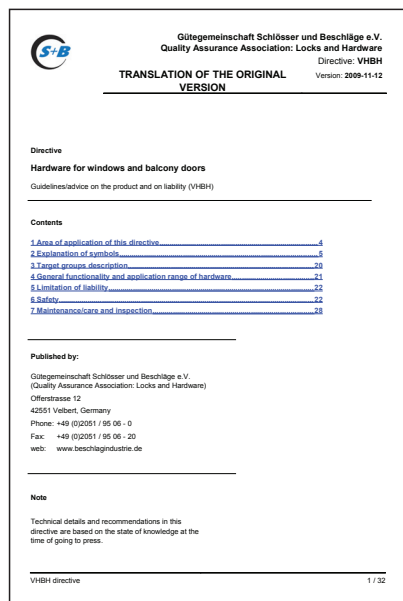 S+B
Gütegemeinschaft Schlösser und Beschläge e.V.
Quality Assurance Association: Locks and Hardware
Directive: VHBH
TRANSLATION OF THE ORIGINAL
VERSION
Version: 2009-11-12
Directive
Hardware for windows and balcony doors
Guidelines/advice on the product and on liability (VHBH)
Contents
1 Area of application of this directive 4
2 Explanation of symbols 5
3 Target groups description 20
4 General functionality and application range of hardware 21
5 Limitation of liability 22
6 Safety 22
7 Maintenance/care and inspection 28
Published by:
Gütegemeinschaft Schlösser und Beschläge e.V.
(Quality Assurance Association: Locks and Hardware)
Offerstrasse 12
42551 Velbert, Germany
Phone: +49 (0)2051 / 95 06 - 0
Fax: +49 (0)2051 / 95 06 - 20
web: www.beschlagindustrie.de
Note
Technical details and recommendations in this
directive are based on the state of knowledge at the
time of going to press.
VHBH directive 1 / 32